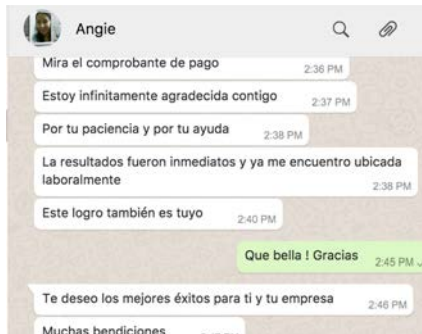 Angie
Mira el comprobante de pago
2:36 PM
Estoy infinitamente agradecida contigo
2:37 PM
Por tu paciencia y por tu ayuda
2:38 PM
La resultados fueron inmediatos y ya me encuentro ubicada
laboralmente
2:38 PM
Este logro también es tuyo
2:40 PM
Que bella ! Gracias
2:45 PM
Te deseo los mejores éxitos para ti y tu empresa
2:46 PM
Muchas bendiciones